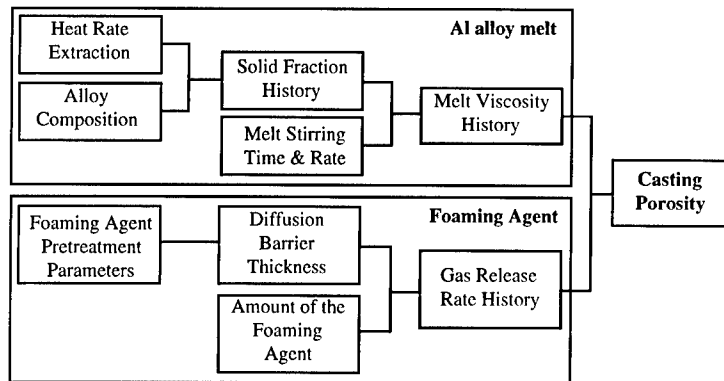 Al alloy melt
Heat Rate
Extraction
Alloy
Composition
Solid Fraction
History
Melt Stirring
Time & Rate
Melt Viscosity
History
Casting
Porosity
Foaming Agent
Foaming Agent
Pretreatment
Parameters
Diffusion
Barrier
Thickness
Amount of the
Foaming
Agent
Gas Release
Rate History